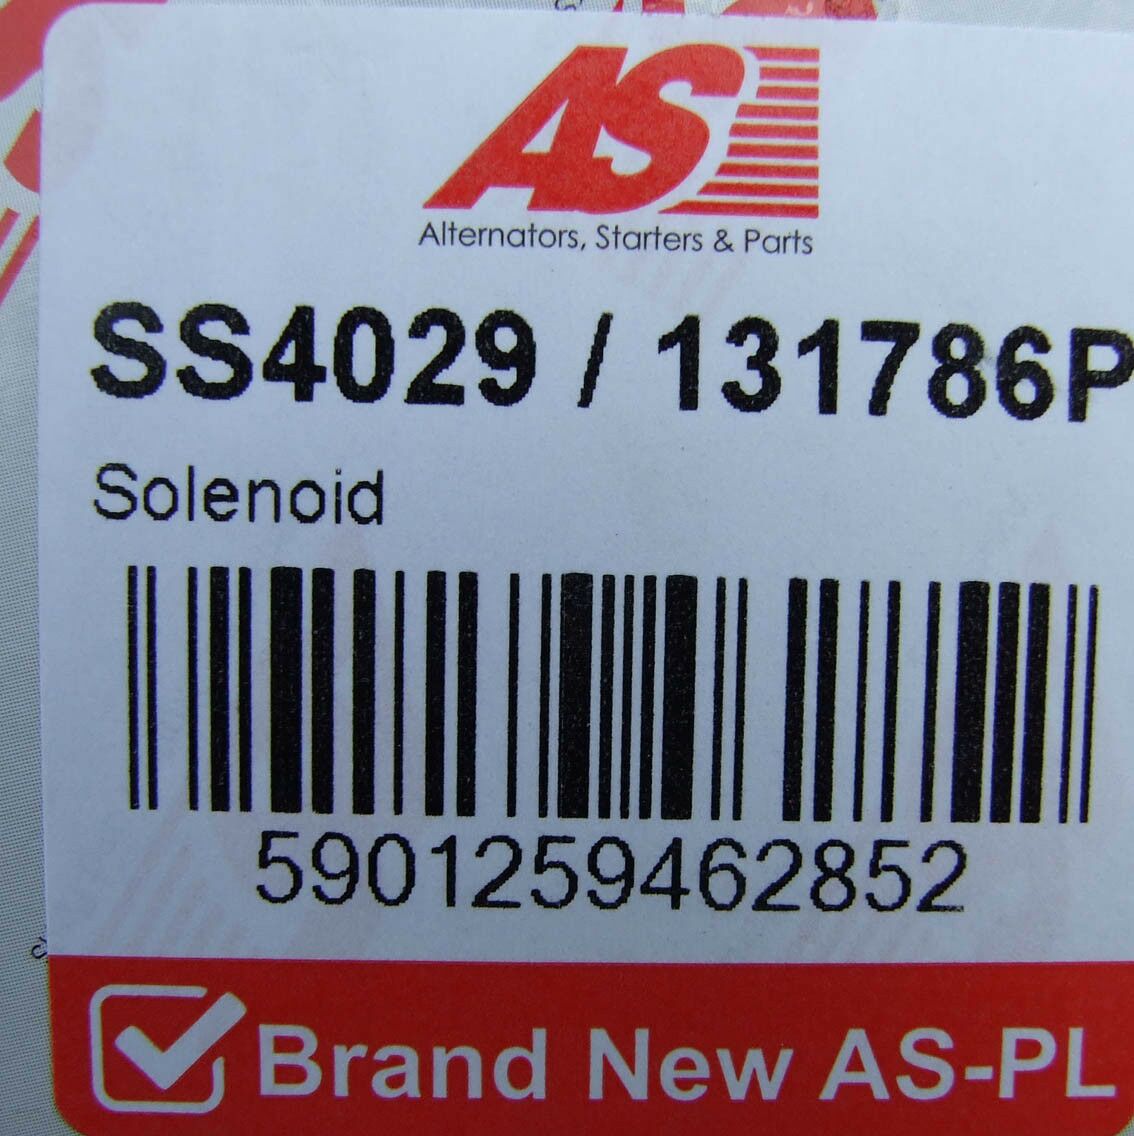 AS
Alternators, Starters & Parts
SS4029 / 131786P
Solenoid
5901259462852
Brand New AS-PL